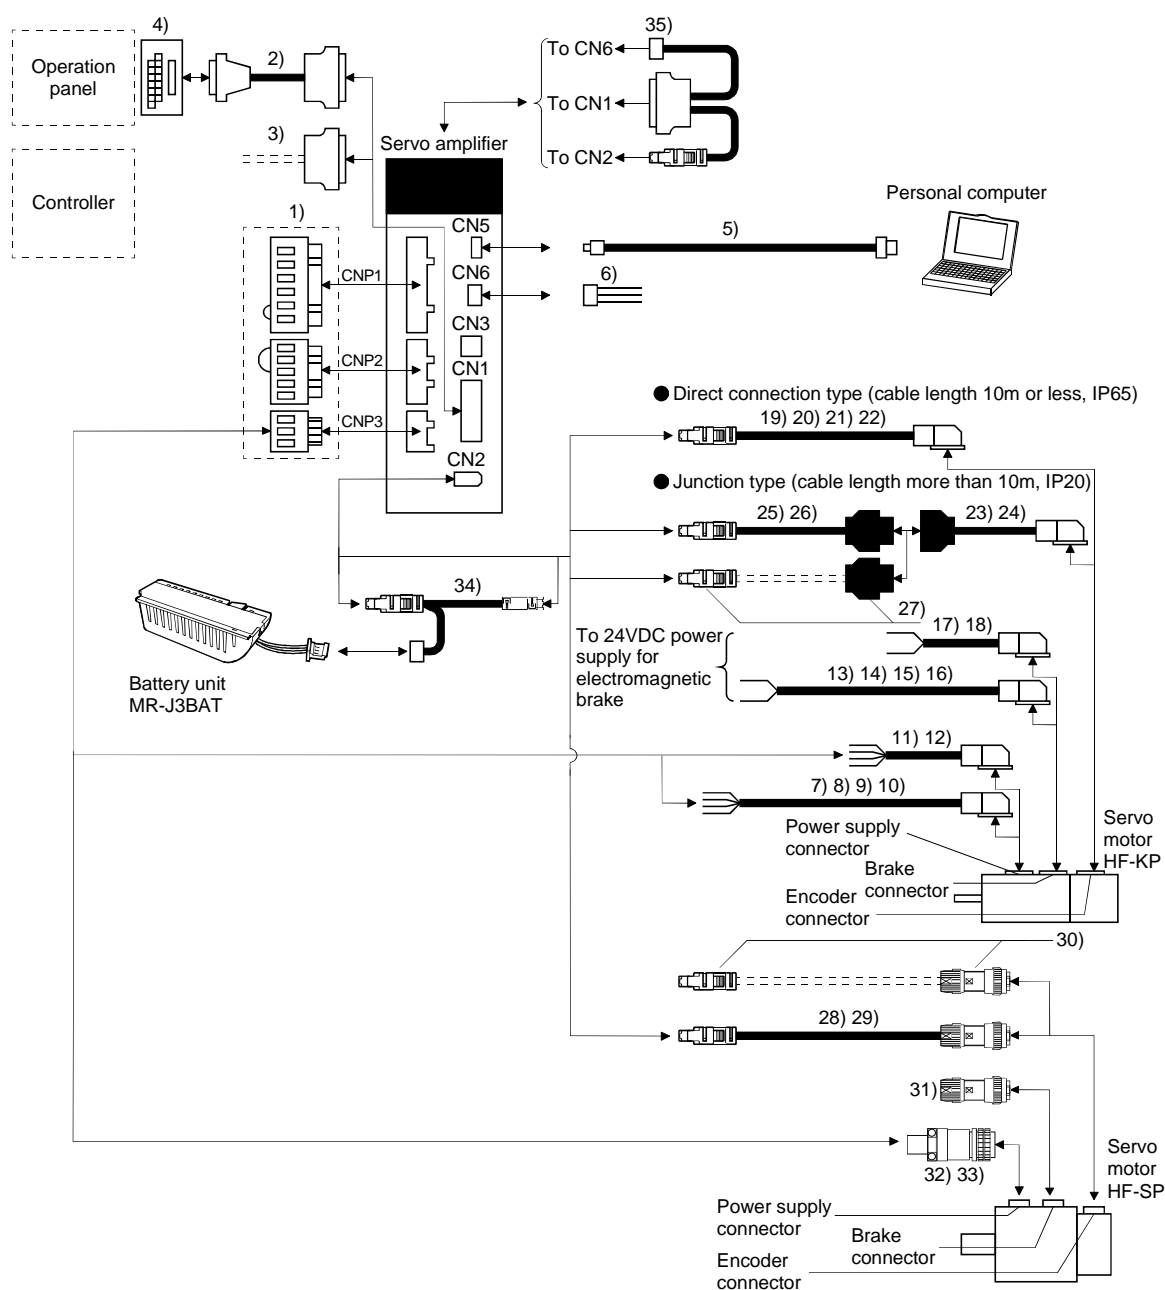 4)
35)
Operation
panel
2)
To CN6
To CN1
To CN2
3)
Servo amplifier
Controller
1)
Personal computer
CN5
5)
CNP1
CN6
6)
CN3
CNP2
CN1
● Direct connection type (cable length 10m or less, IP65)
19) 20) 21) 22)
CNP3
CN2
● Junction type (cable length more than 10m, IP20)
25) 26)
23) 24)
34)
27)
To 24VDC power
supply for
electromagnetic
brake
17) 18)
13) 14) 15) 16)
Battery unit
MR-J3BAT
11) 12)
7) 8) 9) 10)
Power supply
connector
Servo
motor
HF-KP
Brake
connector
Encoder
connector
30)
28) 29)
31)
32) 33)
Servo
motor
HF-SP
Power supply
connector
Brake
connector
Encoder
connector